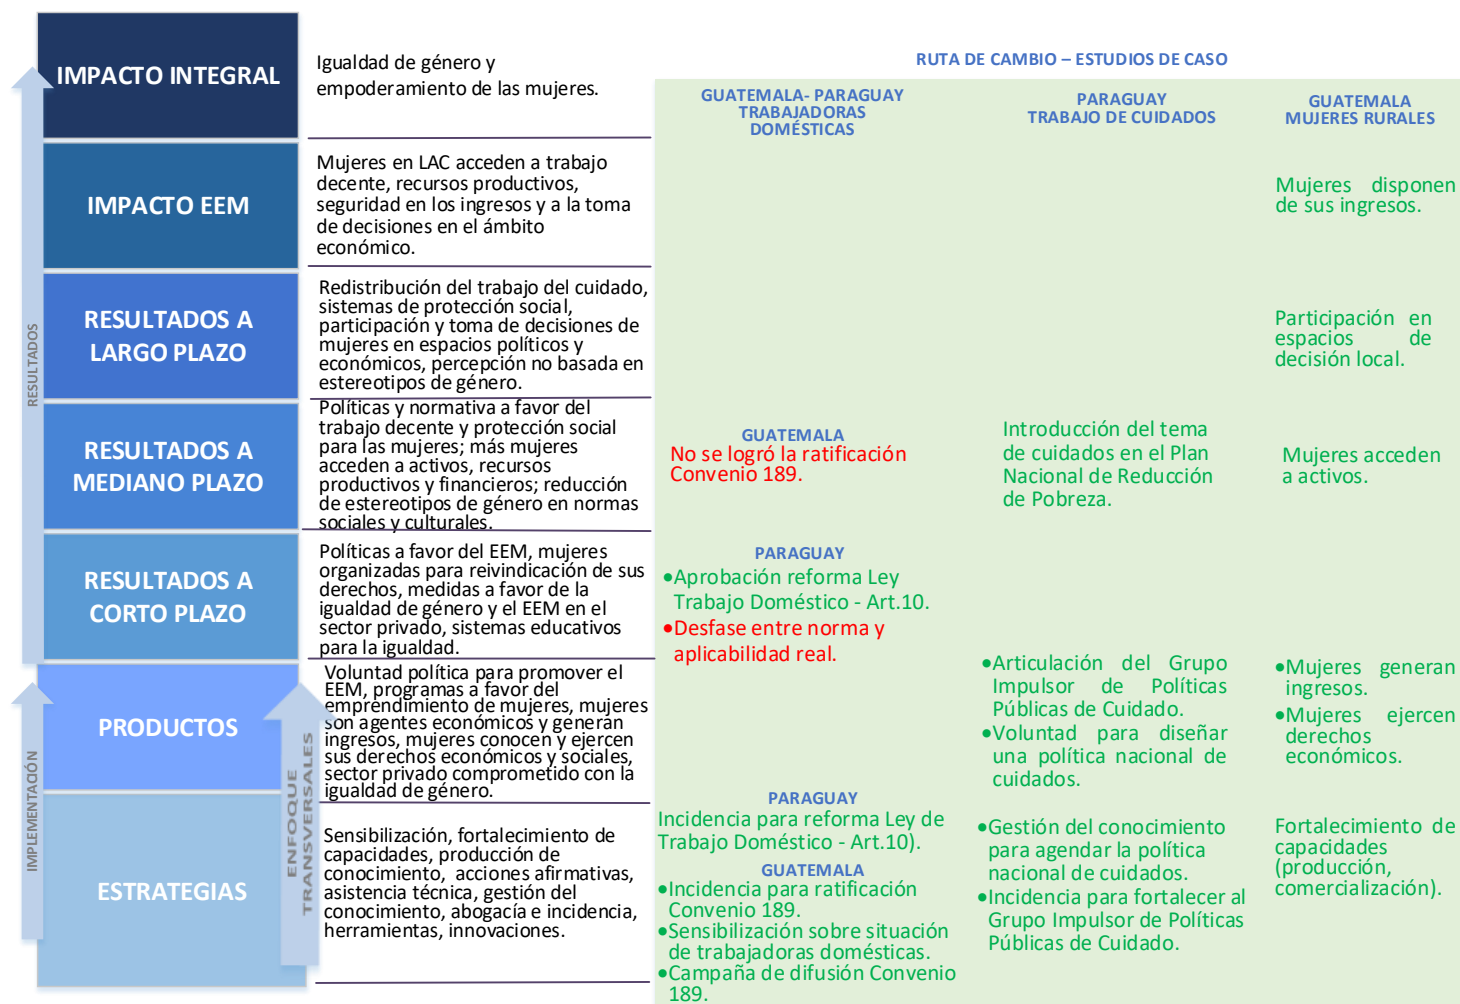 RUTA DE CAMBIO – ESTUDIOS DE CASO
GUATEMALA- PARAGUAY
TRABAJADORAS
DOMÉSTICAS
PARAGUAY
TRABAJO DE CUIDADOS
GUATEMALA
MUJERES RURALES
RESULTADOS
IMPLEMENTACIÓN
ENFOQUE
TRANSVERSALES
IMPACTO INTEGRAL
Igualdad de género y
empoderamiento de las mujeres.
IMPACTO EEM
Mujeres en LAC acceden a trabajo
decente, recursos productivos,
seguridad en los ingresos y a la toma
de decisiones en el ámbito
económico.
Mujeres disponen
de sus ingresos.
RESULTADOS A
LARGO PLAZO
Redistribución del trabajo del cuidado,
sistemas de protección social,
participación y toma de decisiones de
mujeres en espacios políticos y
económicos, percepción no basada en
estereotipos de género.
Participación en
espacios de
decisión local.
RESULTADOS A
MEDIANO PLAZO
Políticas y normativa a favor del
trabajo decente y protección social
para las mujeres; más mujeres
acceden a activos, recursos
productivos y financieros; reducción
de estereotipos de género en normas
sociales y culturales.
GUATEMALA
No se logró la ratificación
Convenio 189.
Introducción del tema
de cuidados en el Plan
Nacional de Reducción
de Pobreza.
Mujeres acceden
a activos.
RESULTADOS A
CORTO PLAZO
Políticas a favor del EEM, mujeres
organizadas para reivindicación de sus
derechos, medidas a favor de la
igualdad de género y el EEM en el
sector privado, sistemas educativos
para la igualdad.
PARAGUAY
•Aprobación reforma Ley
Trabajo Doméstico - Art.10.
•Desfase entre norma y
aplicabilidad real.
PRODUCTOS
Voluntad política para promover el
EEM, programas a favor del
emprendimiento de mujeres, mujeres
son agentes económicos y generan
ingresos, mujeres conocen y ejercen
sus derechos económicos y sociales,
sector privado comprometido con la
igualdad de género.
•Articulación del Grupo
Impulsor de Políticas
Públicas de Cuidado.
•Voluntad para diseñar
una política nacional de
cuidados.
•Mujeres generan
ingresos.
•Mujeres ejercen
derechos
económicos.
ESTRATEGIAS
Sensibilización, fortalecimiento de
capacidades, producción de
conocimiento, acciones afirmativas,
asistencia técnica, gestión del
conocimiento, abogacía e incidencia,
herramientas, innovaciones.
PARAGUAY
Incidencia para reforma Ley de
Trabajo Doméstico - Art.10).
GUATEMALA
•Incidencia para ratificación
Convenio 189.
•Sensibilización sobre situación
de trabajadoras domésticas.
•Campaña de difusión Convenio
189.
•Gestión del conocimiento
para agendar la política
nacional de cuidados.
•Incidencia para fortalecer al
Grupo Impulsor de Políticas
Públicas de Cuidado.
Fortalecimiento de
capacidades
(producción,
comercialización).